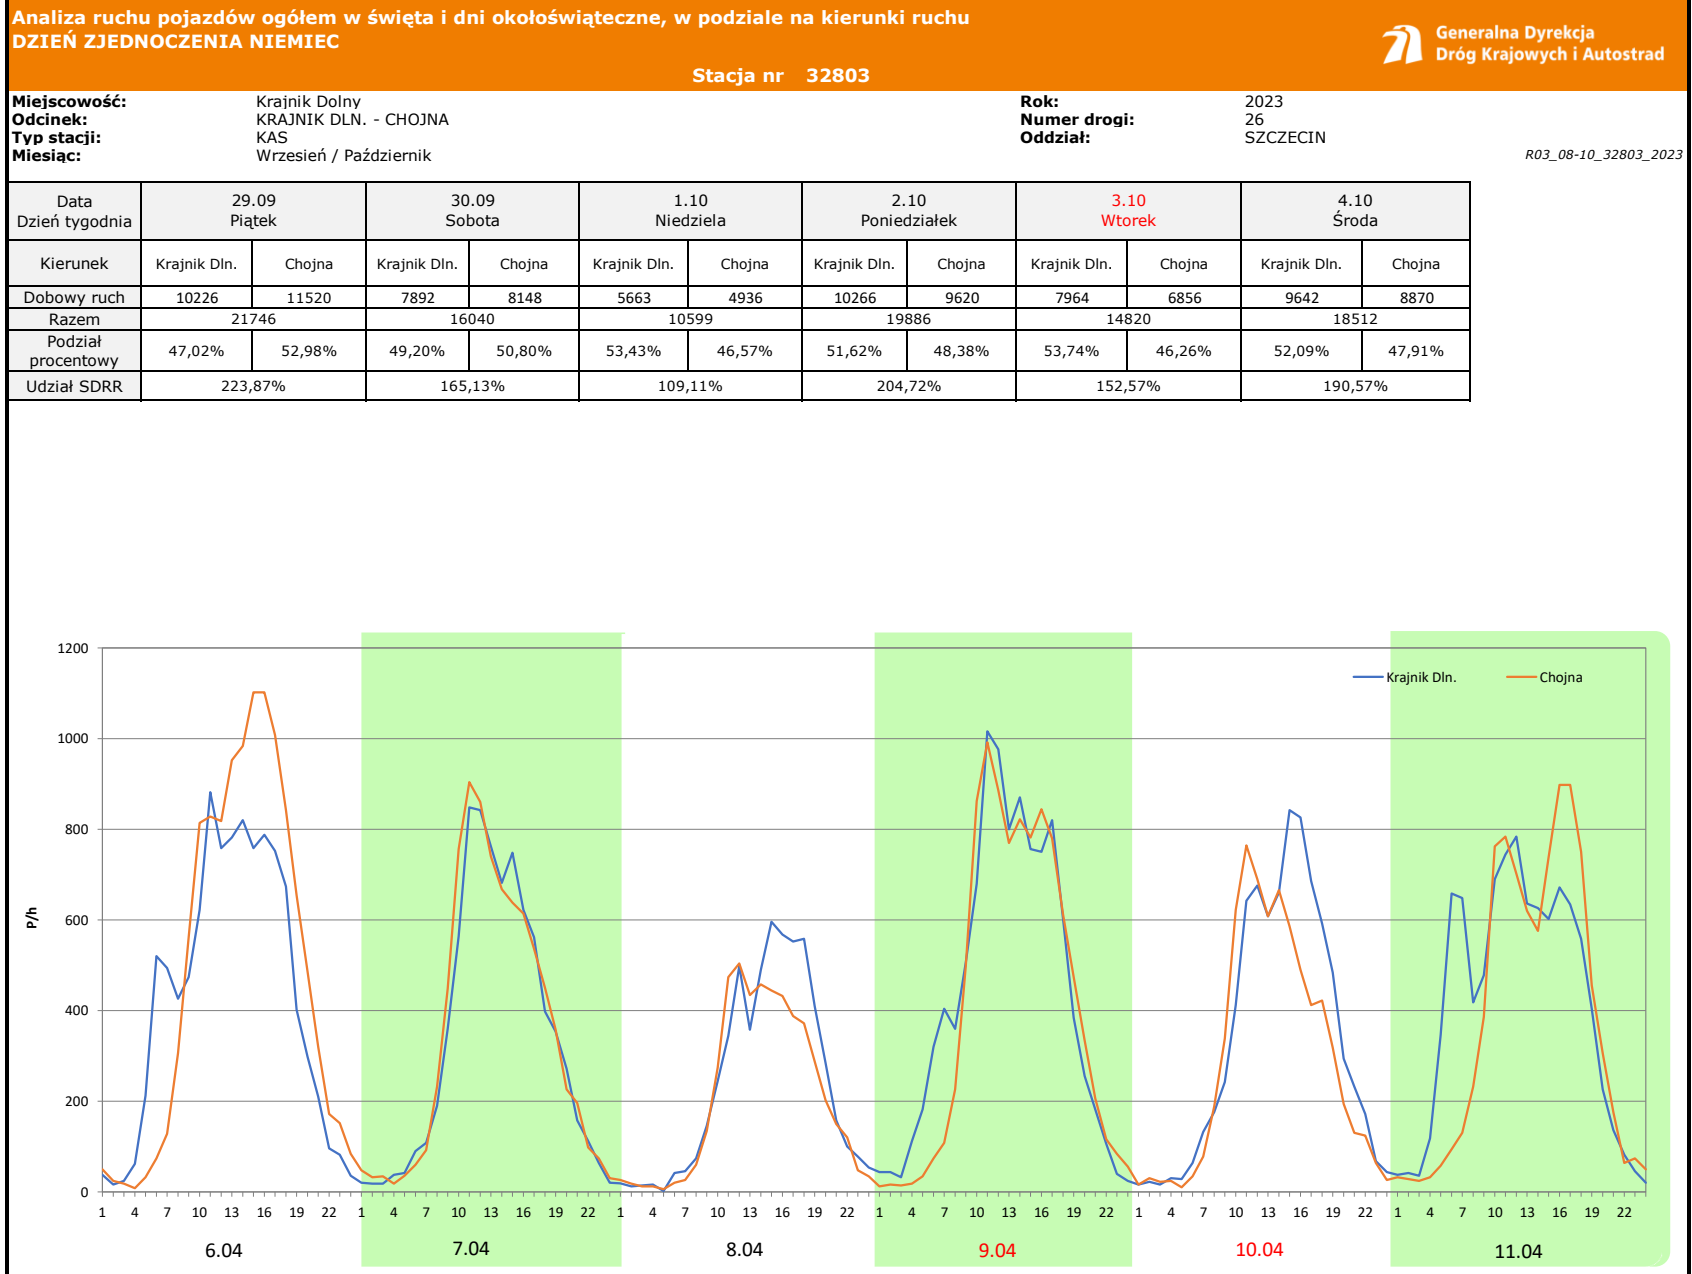 Analiza ruchu pojazdów ogółem w święta i dni okołoświąteczne, w podziale na kierunki ruchu
DZIEŃ ZJEDNOCZENIA NIEMIEC
Generalna Dyrekcja
Dróg Krajowych i Autostrad
Stacja nr 32803
Miejscowość: Krajnik Dolny Rok: 2023
Odcinek: KRAJNIK DLN. - CHOJNA Numer drogi: 26
Typ stacji: KAS Oddział: SZCZECIN
Miesiąc: Wrzesień / Październik R03_08-10_32803_2023
Data 29.09 30.09 1.10 2.10 3.10 4.10
Dzień tygodnia Piątek Sobota Niedziela Poniedziałek Wtorek Środa
Kierunek Krajnik Dln. Chojna Krajnik Dln. Chojna Krajnik Dln. Chojna Krajnik Dln. Chojna Krajnik Dln. Chojna Krajnik Dln. Chojna
Dobowy ruch 10226 11520 7892 8148 5663 4936 10266 9620 7964 6856 9642 8870
Razem 21746 16040 10599 19886 14820 18512
Podział
procentowy 47,02% 52,98% 49,20% 50,80% 53,43% 46,57% 51,62% 48,38% 53,74% 46,26% 52,09% 47,91%
Udział SDRR 223,87% 165,13% 109,11% 204,72% 152,57% 190,57%
1200
Krajnik Dln. Chojna
1000
800
600
P/h
400
200
0
1 4 7 10 13 16 19 22 1 4 7 10 13 16 19 22 1 4 7 10 13 16 19 22 1 4 7 10 13 16 19 22 1 4 7 10 13 16 19 22 1 4 7 10 13 16 19 22
6.04 7.04 8.04 9.04 10.04 11.04